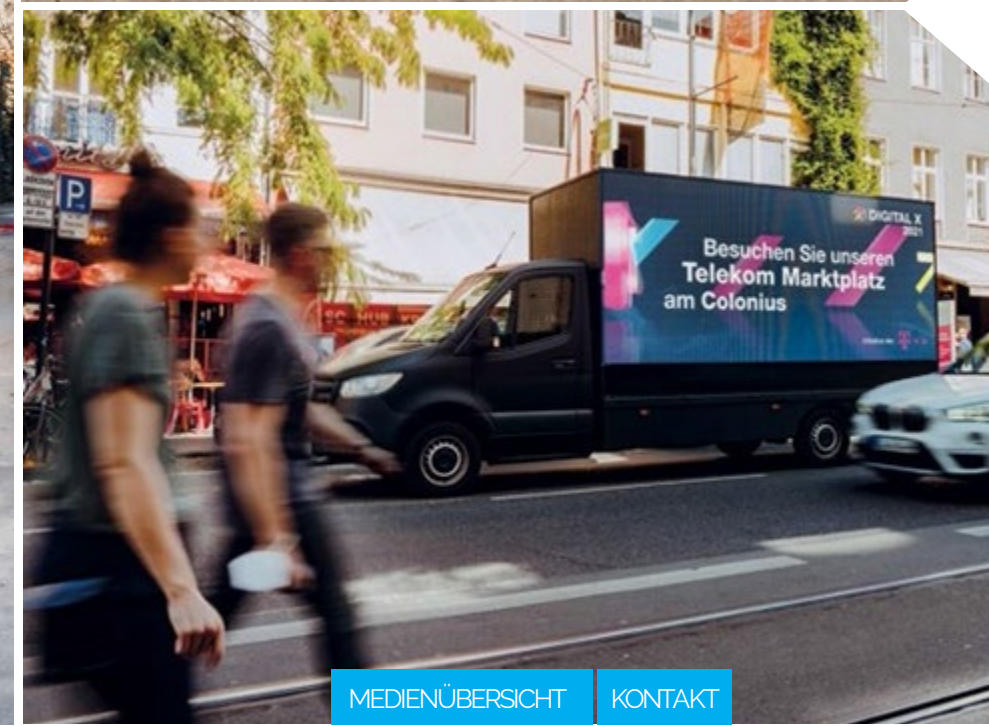 P
DIGITAL X
2021
Besuchen Sie unseren
Telekom Marktplatz
am Colonius
MEDIENÜBERSICHT
KONTAKT